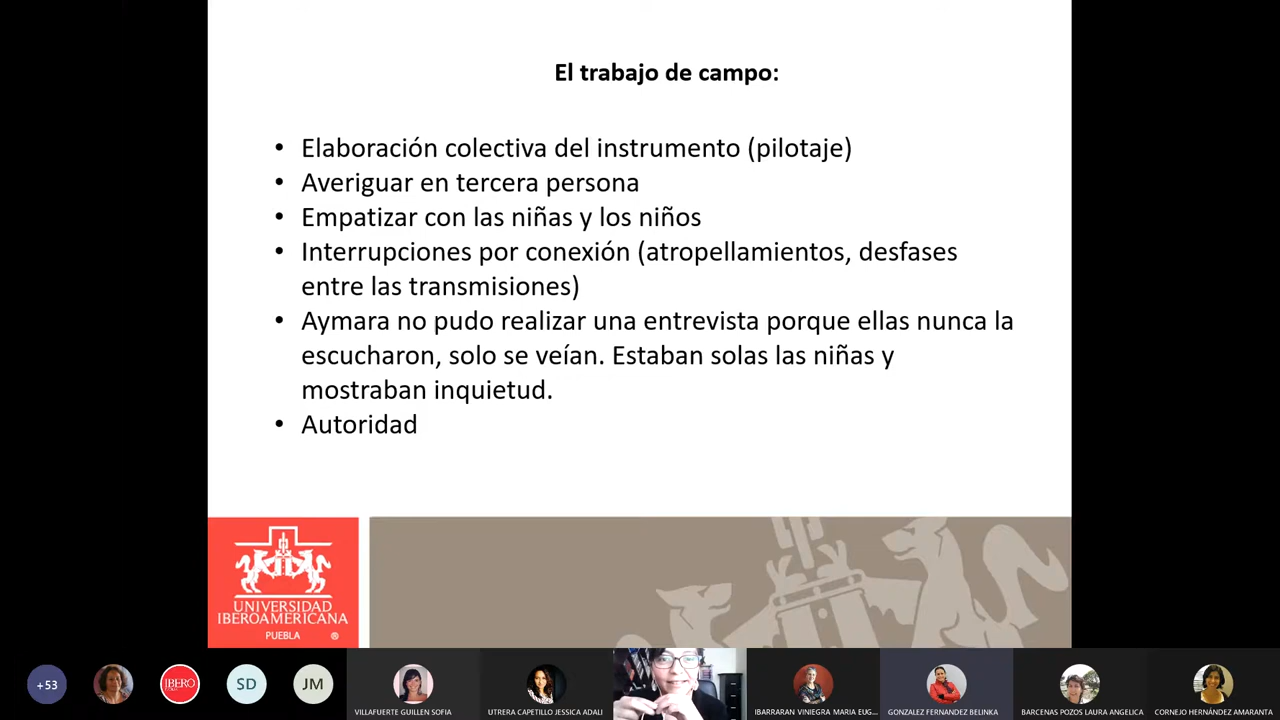 El trabajo de campo:
• Elaboración colectiva del instrumento (pilotaje)
• Averiguar en tercera persona
• Empatizar con las niñas y los niños
• Interrupciones por conexión (atropellamientos, desfases
entre las transmisiones)
• Aymara no pudo realizar una entrevista porque ellas nunca la
escucharon, solo se veían. Estaban solas las niñas y
mostraban inquietud.
• Autoridad
UNIVERSIDAD
IBEROAMERICANA
PUEBLA ®
+53
IBERO
SD
JM
VILLAFUERTE GUILLEN SOFIA
UTRERA CAPETILLO JESSICA ADALI
IBARRARAN VINIEGRA MARIA EUG...
GONZALEZ FERNANDEZ BELINKA
BARCENAS POZOS LAURA ANGELICA
CORNEJO HERNÁNDEZ AMARANTA